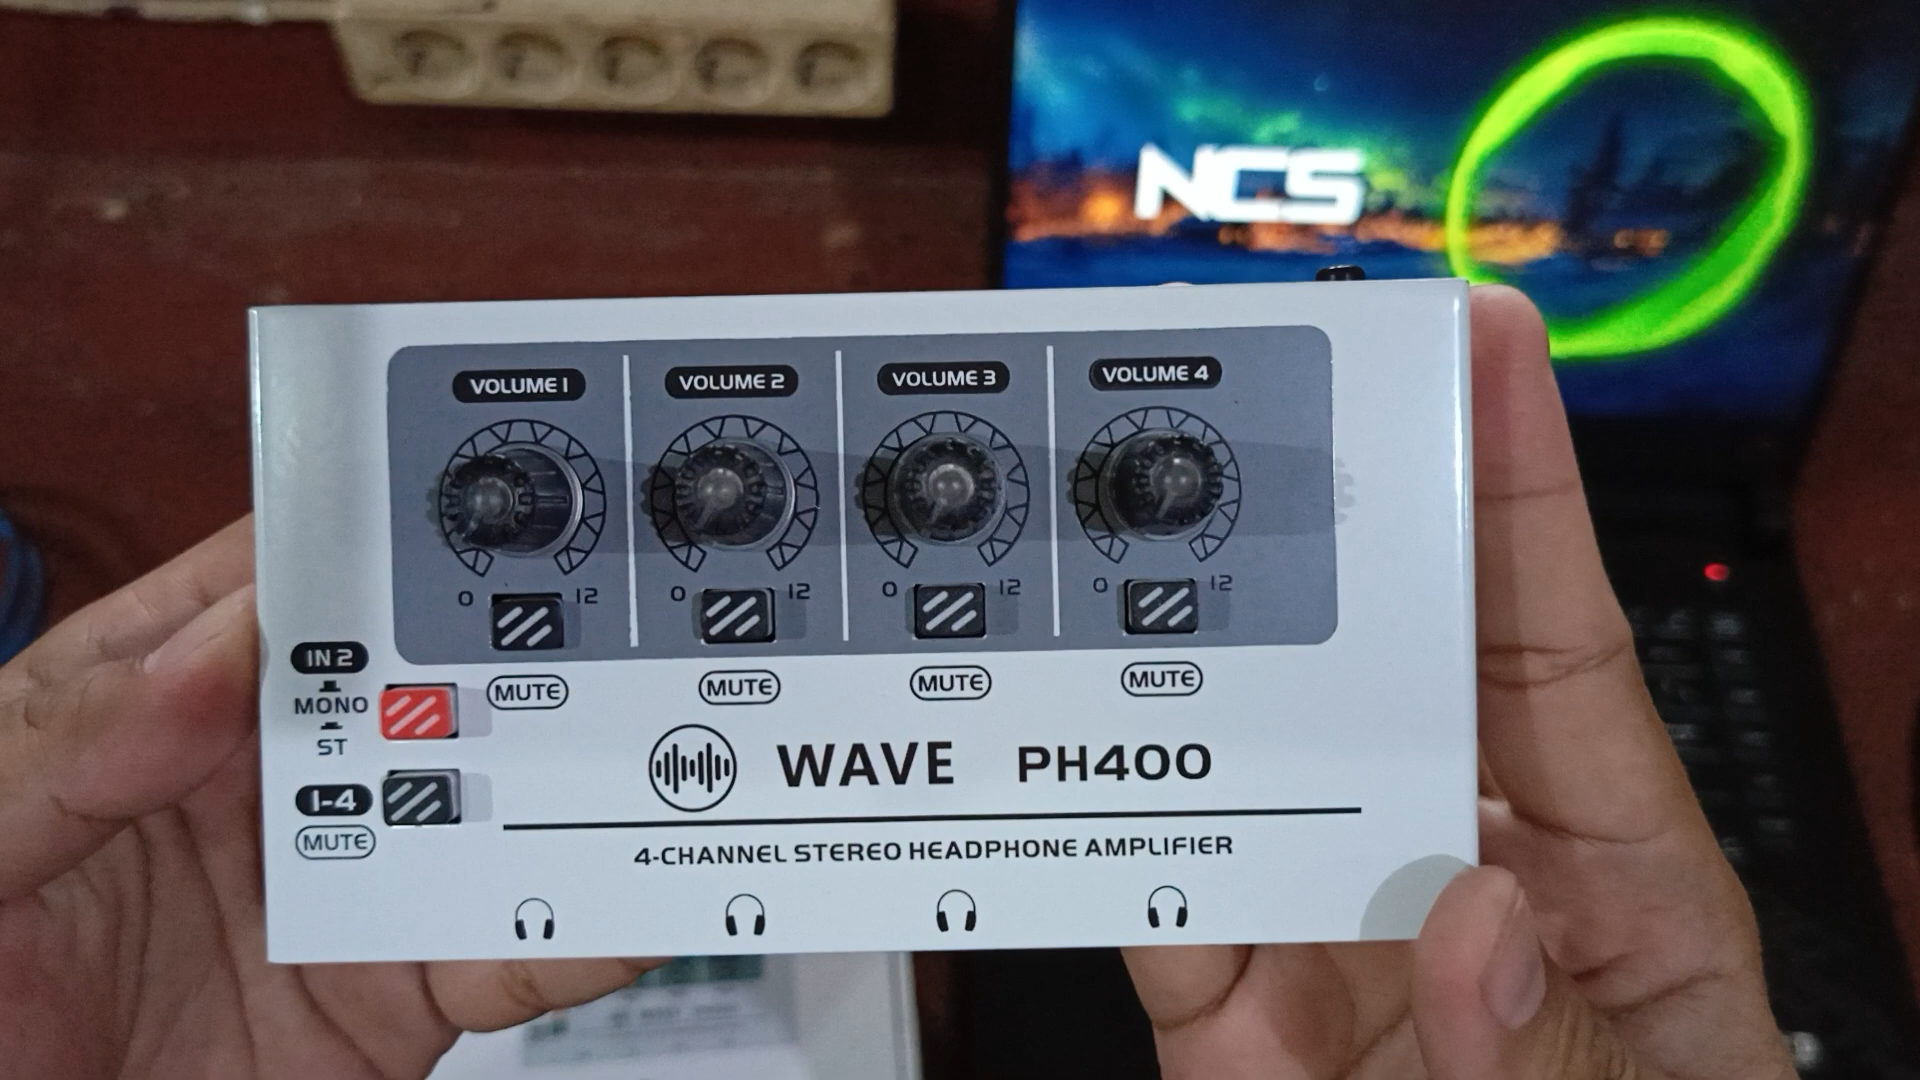 NCS
VOLUME 1
VOLUME 2
VOLUME 3
VOLUME 4
0 12
0 12
0 12
0 12
MUTE
MUTE
MUTE
MUTE
IN 2
MONO
ST
1-4
MUTE
WAVE PH400
4-CHANNEL STEREO HEADPHONE AMPLIFIER